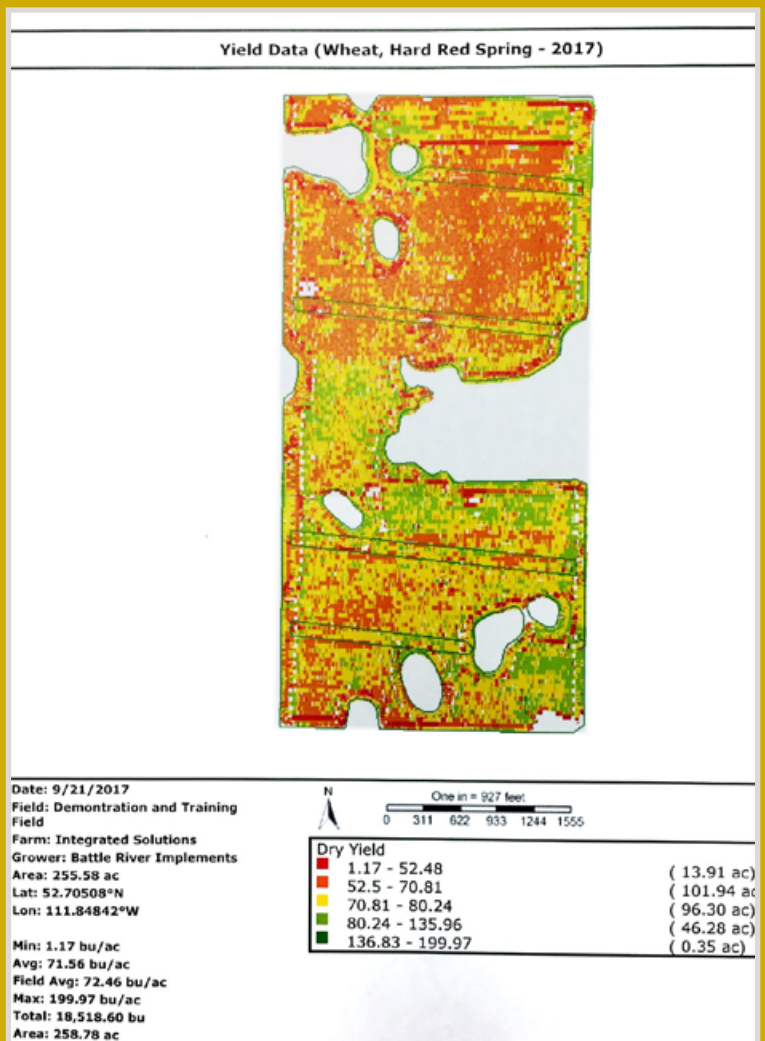 Yield Data (Wheat, Hard Red Spring - 2017)
Date: 9/21/2017
Field: Demontration and Training
Field
Farm: Integrated Solutions
Grower: Battle River Implements
Area: 255.58 ac
Lat: 52.70508°N
Lon: 111.84842°W
Min: 1.17 bu/ac
Avg: 71.56 bu/ac
Field Avg: 72.46 bu/ac
Max: 199.97 bu/ac
Total: 18,518.60 bu
Area: 258.78 ac
N
One in = 927 feet
0 311 622 933 1244 1555
Dry Yield
1.17 - 52.48 ( 13.91 ac)
52.5 - 70.81 ( 101.94 ac
70.81 - 80.24 ( 96.30 ac)
80.24 - 135.96 ( 46.28 ac)
136.83 - 199.97 ( 0.35 ac)